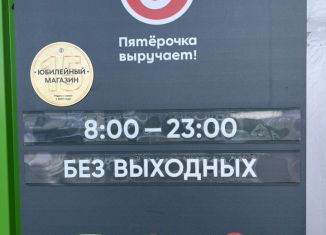 Пятёрочка
выручает!
15
ЮБИЛЕЙНЫЙ
МАГАЗИН
8:00 — 23:00
БЕЗ ВЫХОДНЫХ